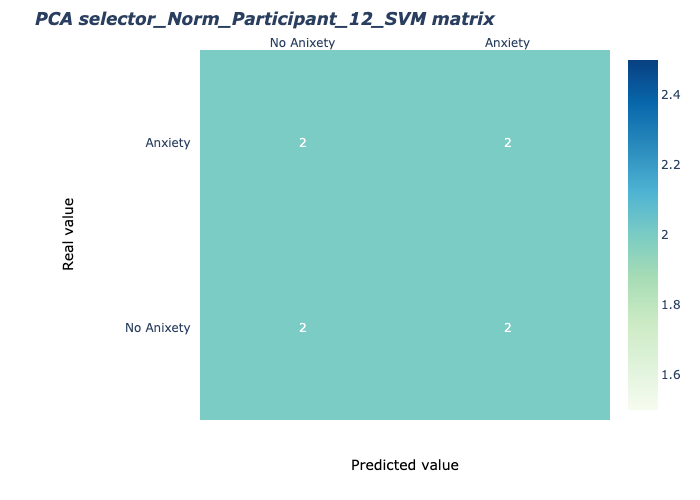 PCA selector_Norm_Participant_12_SVM matrix
No Anixety Anxiety
2.4
Anxiety 2 2
2.2
Real value
2
1.8
No Anixety 2 2
1.6
Predicted value